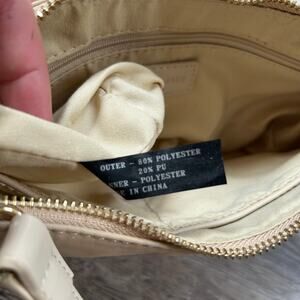 OUTER - 80% POLYESTER
20% PU
NER - POLYESTER
IN CHINA